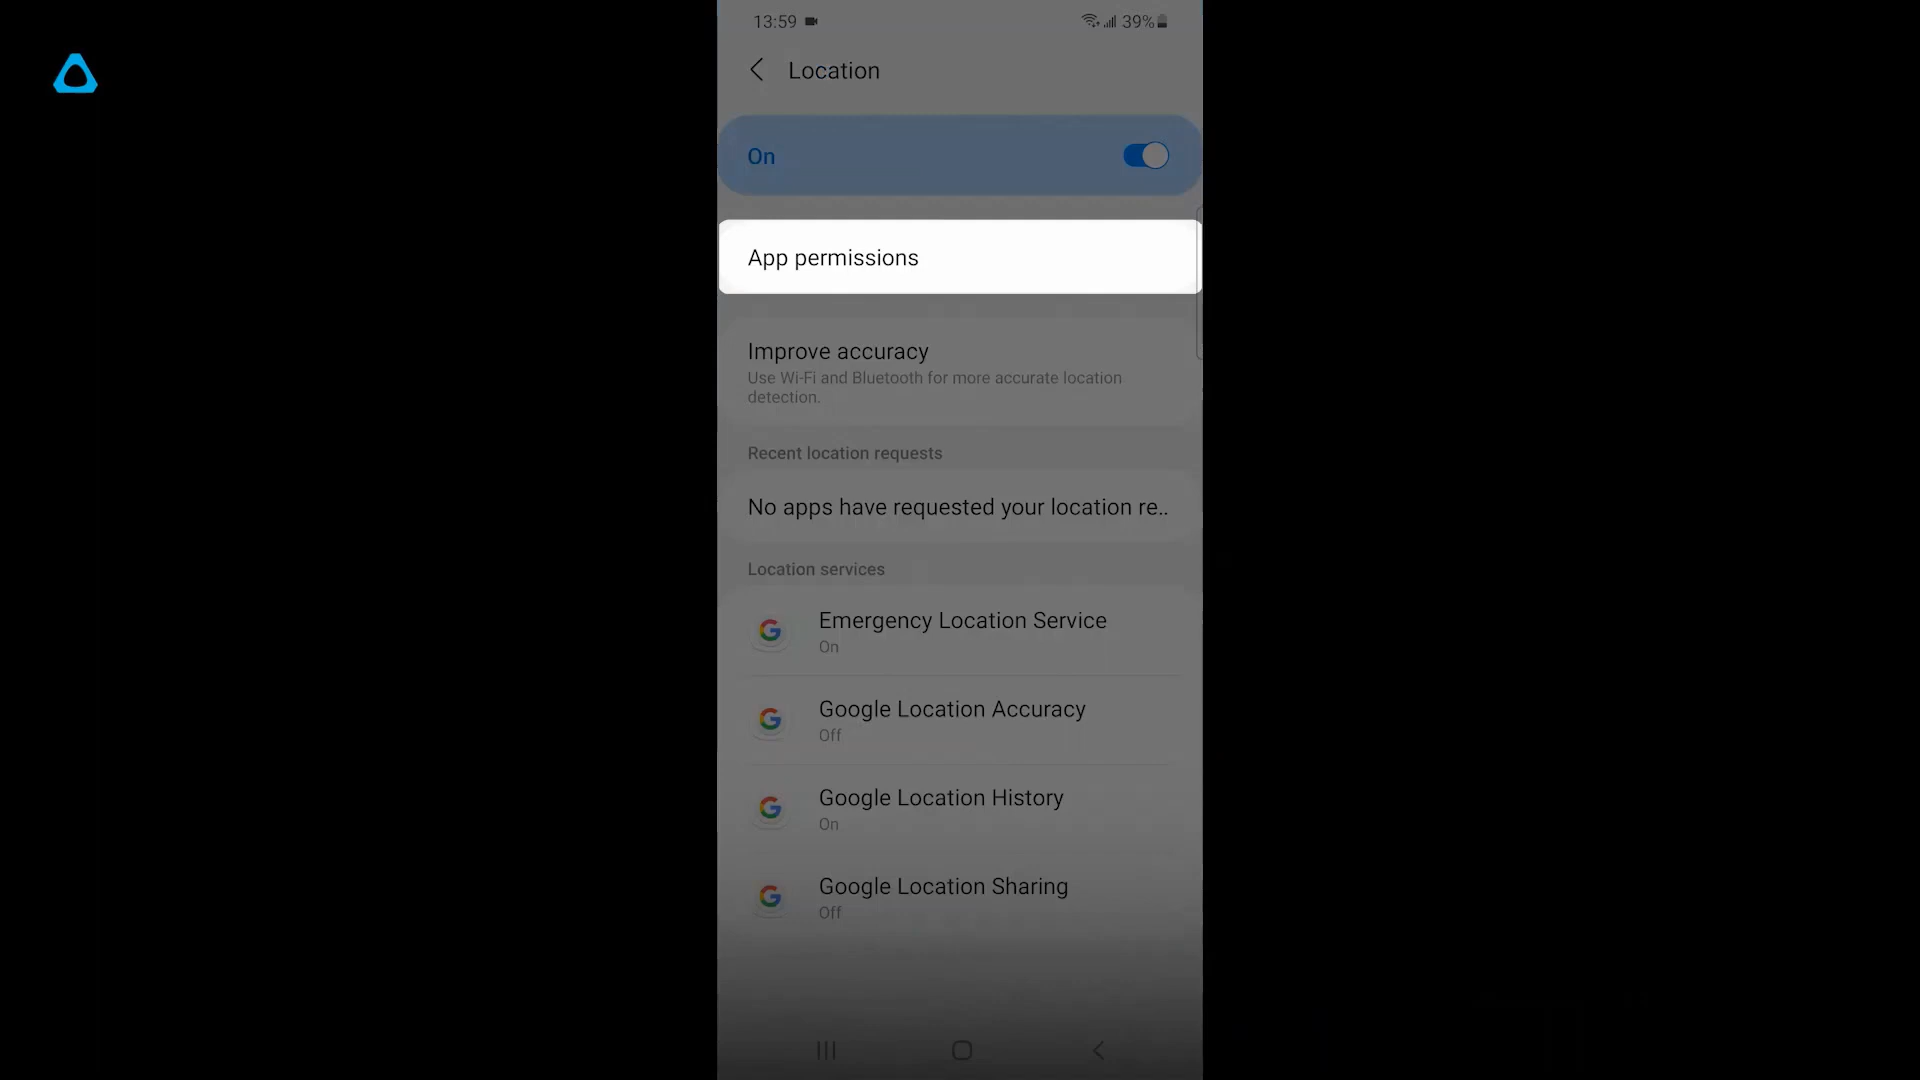 13:59
39%
Location
On
App permissions
Improve accuracy
Use Wi-Fi and Bluetooth for more accurate location
detection.
Recent location requests
No apps have requested your location re..
Location services
Emergency Location Service
On
Google Location Accuracy
Off
Google Location History
On
Google Location Sharing
Off